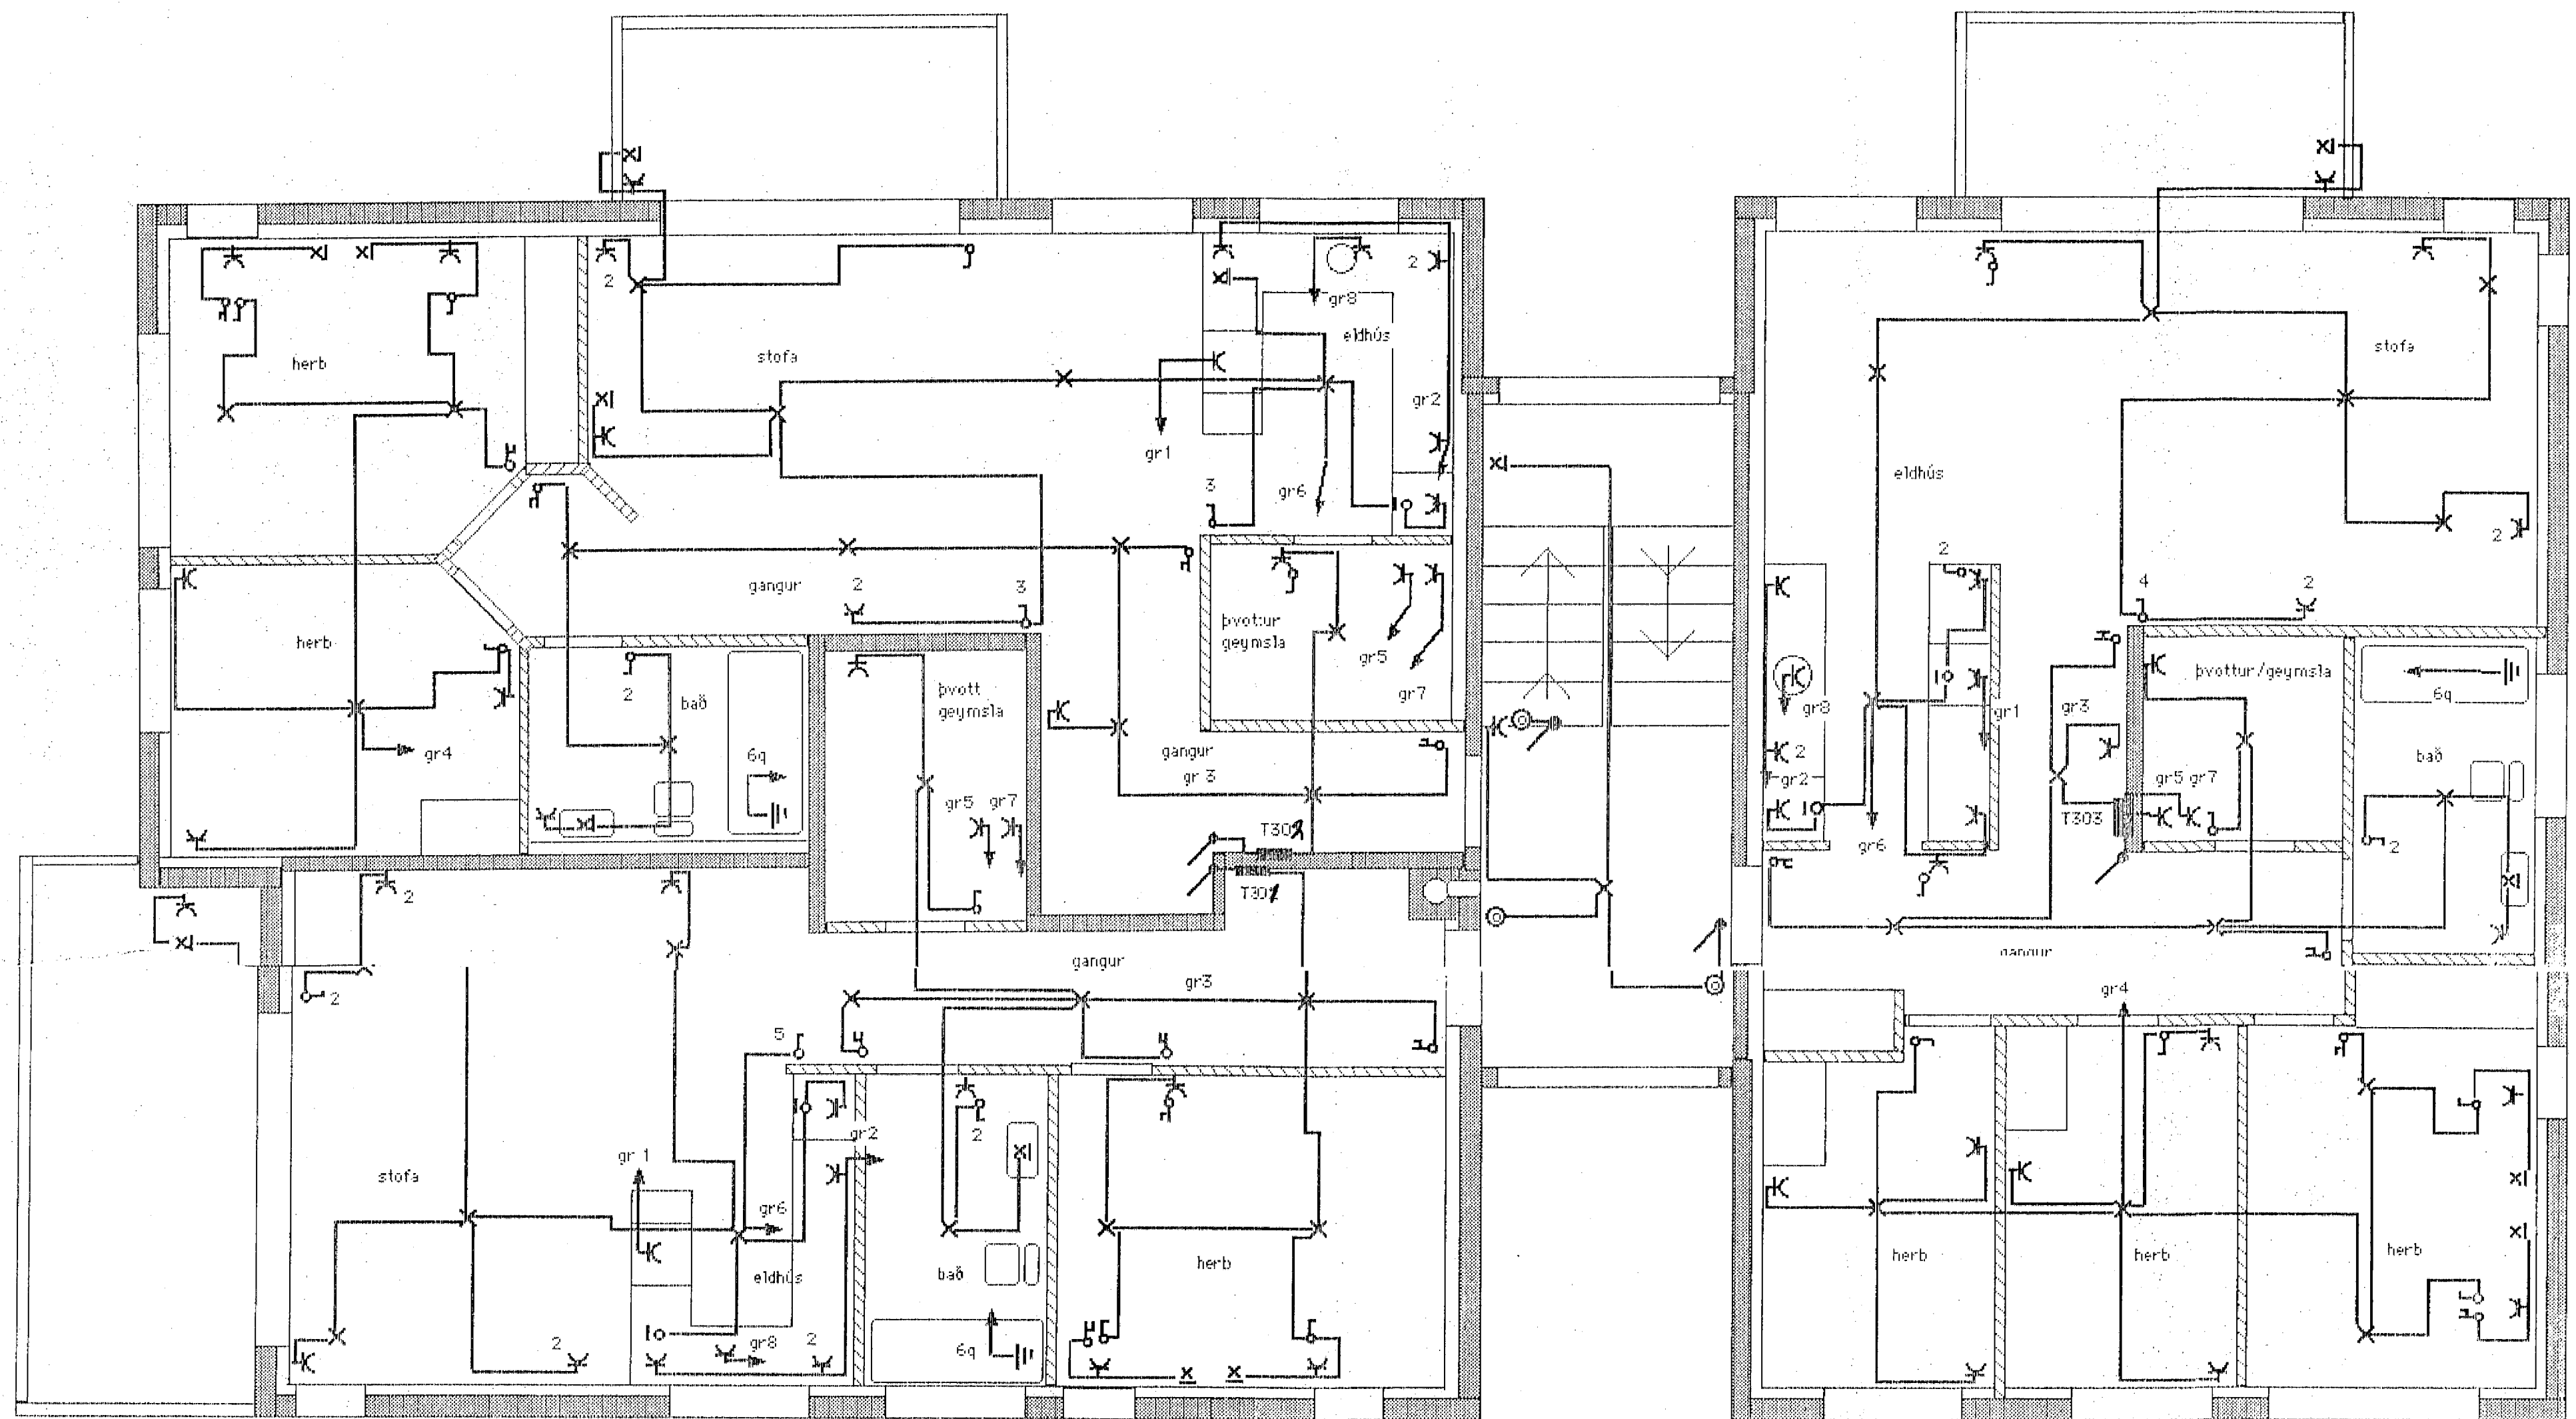 2
2
gr8
eldhús
stofa
stofa
herb
gr2
gr1
eldhús
3
gr6
2
2
2
3
4
2
gangur
þvottur
geymsla
herb
gr5
þvottur/geymsla
gr7
6q
2
bað
þvott
geymsla
gr8
gr1
gr3
gangur
gr4
6q
gr 3
2
bað
gr2
gr5 gr7
gr5 gr7
T302
T303
gr6
2
T301
2
gangur
gangur
2
gr3
gr4
5
gr2
2
gr 1
stofa
gr6
herb
herb
herb
herb
bað
eldhús
2
gr8
2
6q